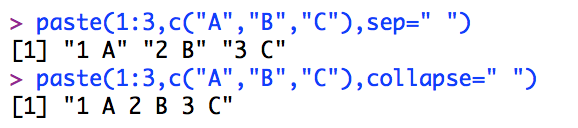 > paste(1:3,c("A","B","C"),sep=" ")
[1] "1 A" "2 B" "3 C"
> paste(1:3,c("A","B","C"),collapse=" ")
[1] "1 A 2 B 3 C"